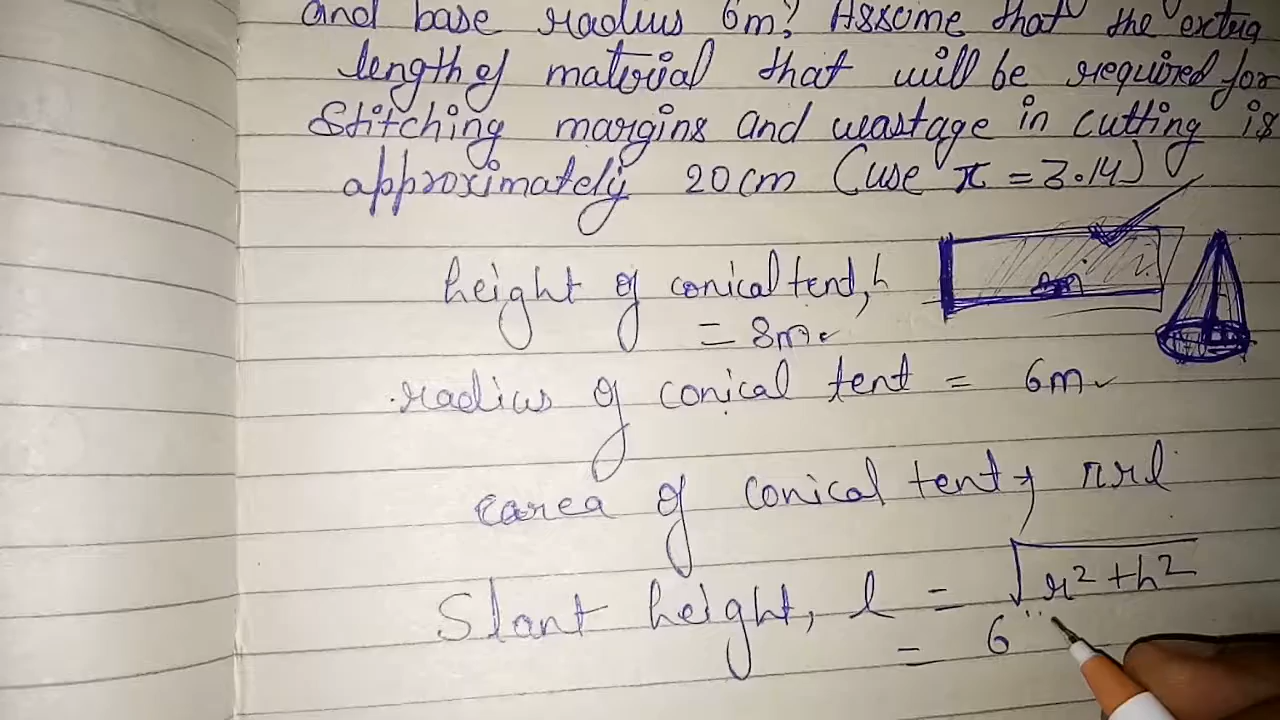 and base radius 6m? Assume that the extra
length of material that will be required for
Stitching margins and wastage in cutting is
approximately 20cm (use π = 3.14)
height of conical tent, h
= 8m
radius of conical tent = 6m
area of conical tent, πrl
Slant height, l = √r²+h²
= 6